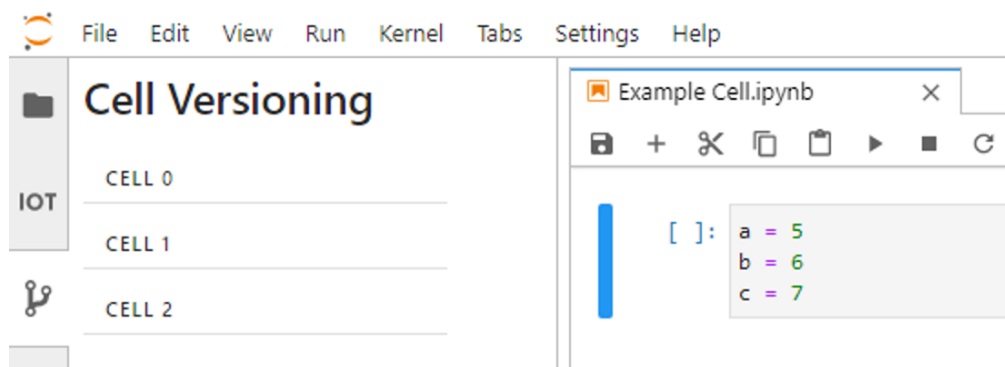 File Edit View Run Kernel Tabs Settings Help
IOT
Cell Versioning
CELL 0
CELL 1
CELL 2
Example Cell.ipynb
[ ]:
a = 5
b = 6
c = 7